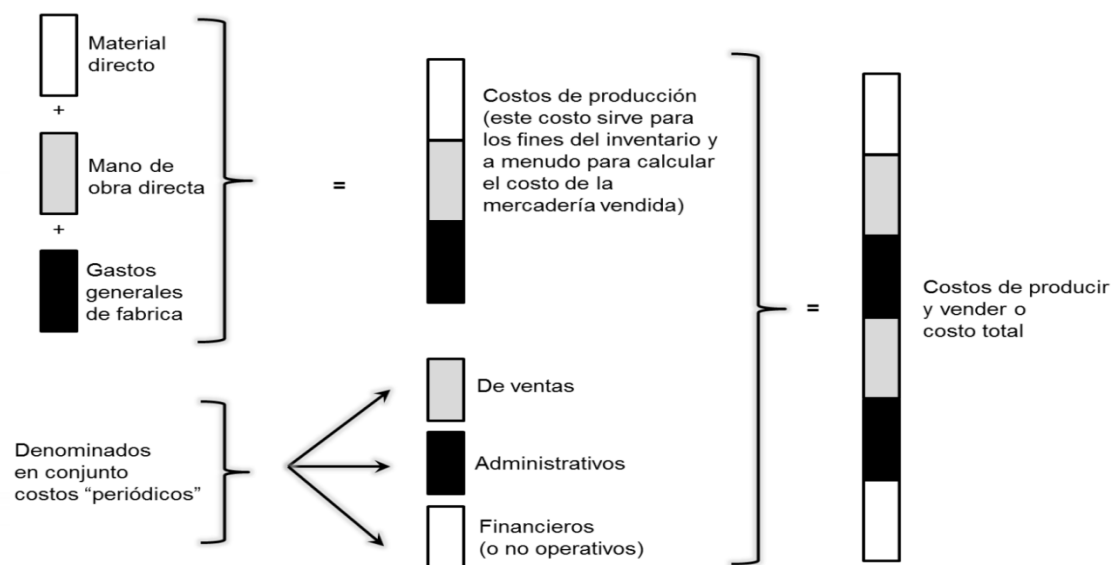 Material
directo
+
Mano de
obra directa
+
Gastos
generales
de fabrica
=
Costos de producción
(este costo sirve para
los fines del inventario y
a menudo para calcular
el costo de la
mercadería vendida)
Denominados
en conjunto
costos “periódicos”
De ventas
Administrativos
Financieros
(o no operativos)
=
Costos de producir
y vender o
costo total